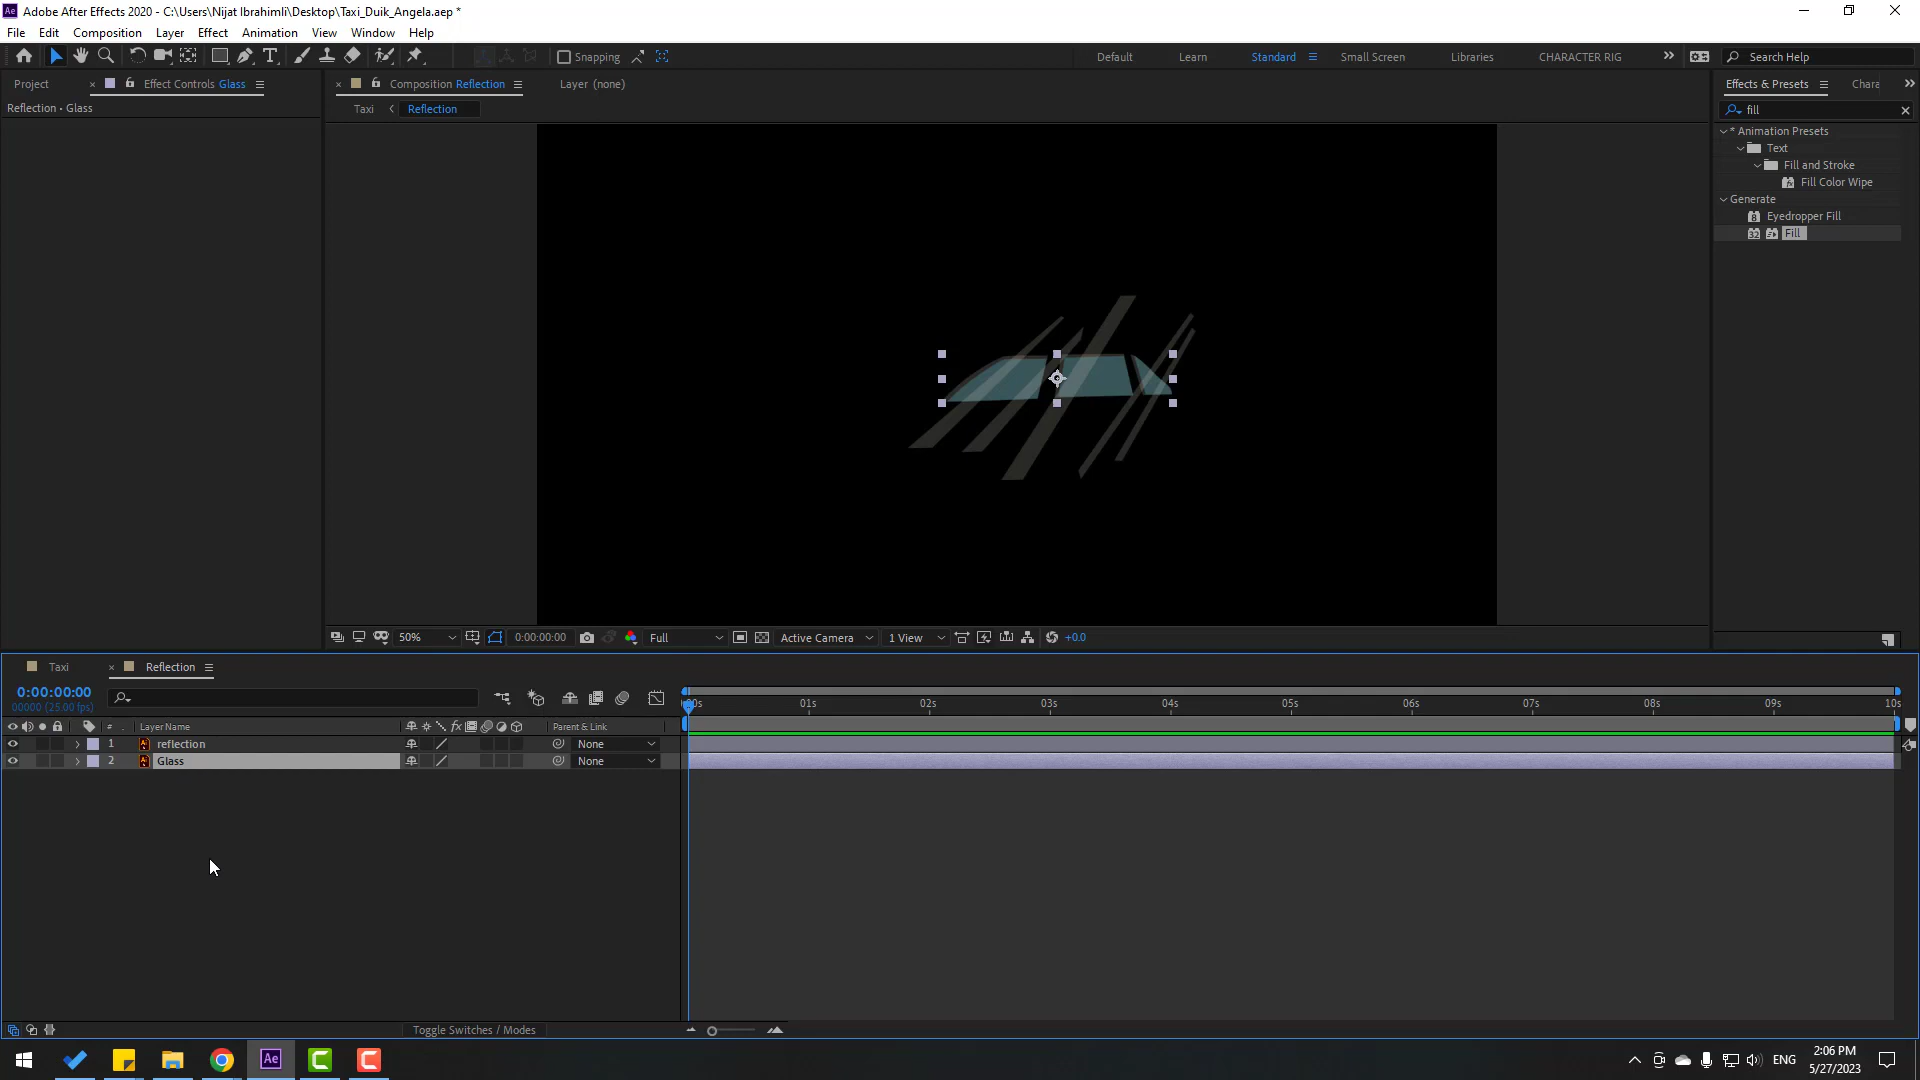 Adobe After Effects 2020 - C:\Users\Nijat Ibrahimli\Desktop\Taxi_Duik_Angela.aep *
File Edit Composition Layer Effect Animation View Window Help
Snapping
Default Learn Standard Small Screen Libraries CHARACTER RIG
Search Help
Project
Effect Controls Glass
Composition Reflection
Layer (none)
Effects & Presets
Chara
Reflection • Glass
Taxi
Reflection
fill
* Animation Presets
Text
Fill and Stroke
Fill Color Wipe
Generate
Eyedropper Fill
Fill
50%
0:00:00:00
Full
Active Camera
1 View
+0.0
Taxi
Reflection
0:00:00:00
00000 (25.00 fps)
# Layer Name
Parent & Link
01s 02s 03s 04s 05s 06s 07s 08s 09s 10s
1 reflection None
2 Glass None
Toggle Switches / Modes
ENG
2:06 PM
5/27/2023